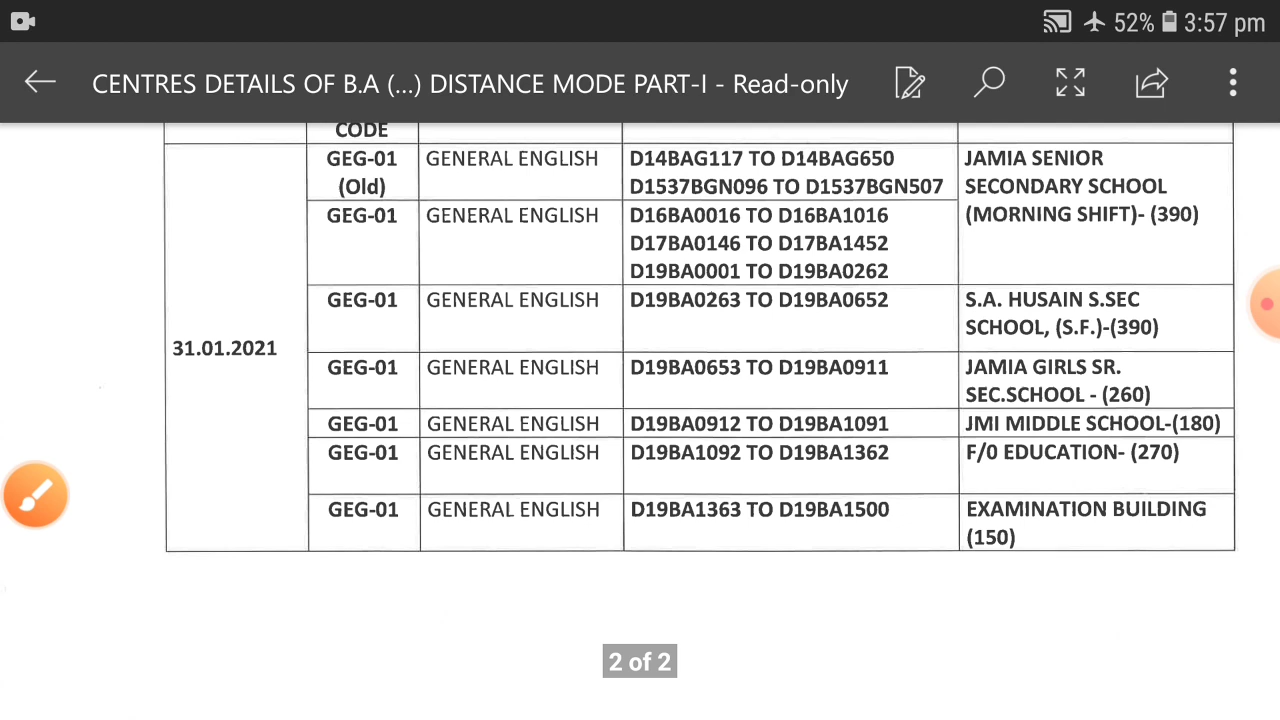 52% 3:57 pm
CENTRES DETAILS OF B.A (...) DISTANCE MODE PART-I - Read-only
CODE
31.01.2021
GEG-01 GENERAL ENGLISH D14BAG117 TO D14BAG650 JAMIA SENIOR
(Old) D1537BGN096 TO D1537BGN507 SECONDARY SCHOOL
GEG-01 GENERAL ENGLISH D16BA0016 TO D16BA1016 (MORNING SHIFT)- (390)
D17BA0146 TO D17BA1452
D19BA0001 TO D19BA0262
GEG-01 GENERAL ENGLISH D19BA0263 TO D19BA0652 S.A. HUSAIN S.SEC
SCHOOL, (S.F.)-(390)
GEG-01 GENERAL ENGLISH D19BA0653 TO D19BA0911 JAMIA GIRLS SR.
SEC.SCHOOL - (260)
GEG-01 GENERAL ENGLISH D19BA0912 TO D19BA1091 JMI MIDDLE SCHOOL-(180)
GEG-01 GENERAL ENGLISH D19BA1092 TO D19BA1362 F/0 EDUCATION- (270)
GEG-01 GENERAL ENGLISH D19BA1363 TO D19BA1500 EXAMINATION BUILDING
(150)
2 of 2